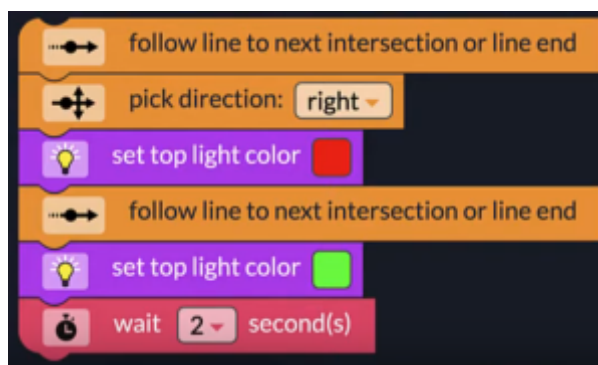 follow line to next intersection or line end
pick direction: right
set top light color
follow line to next intersection or line end
set top light color
wait 2 second(s)